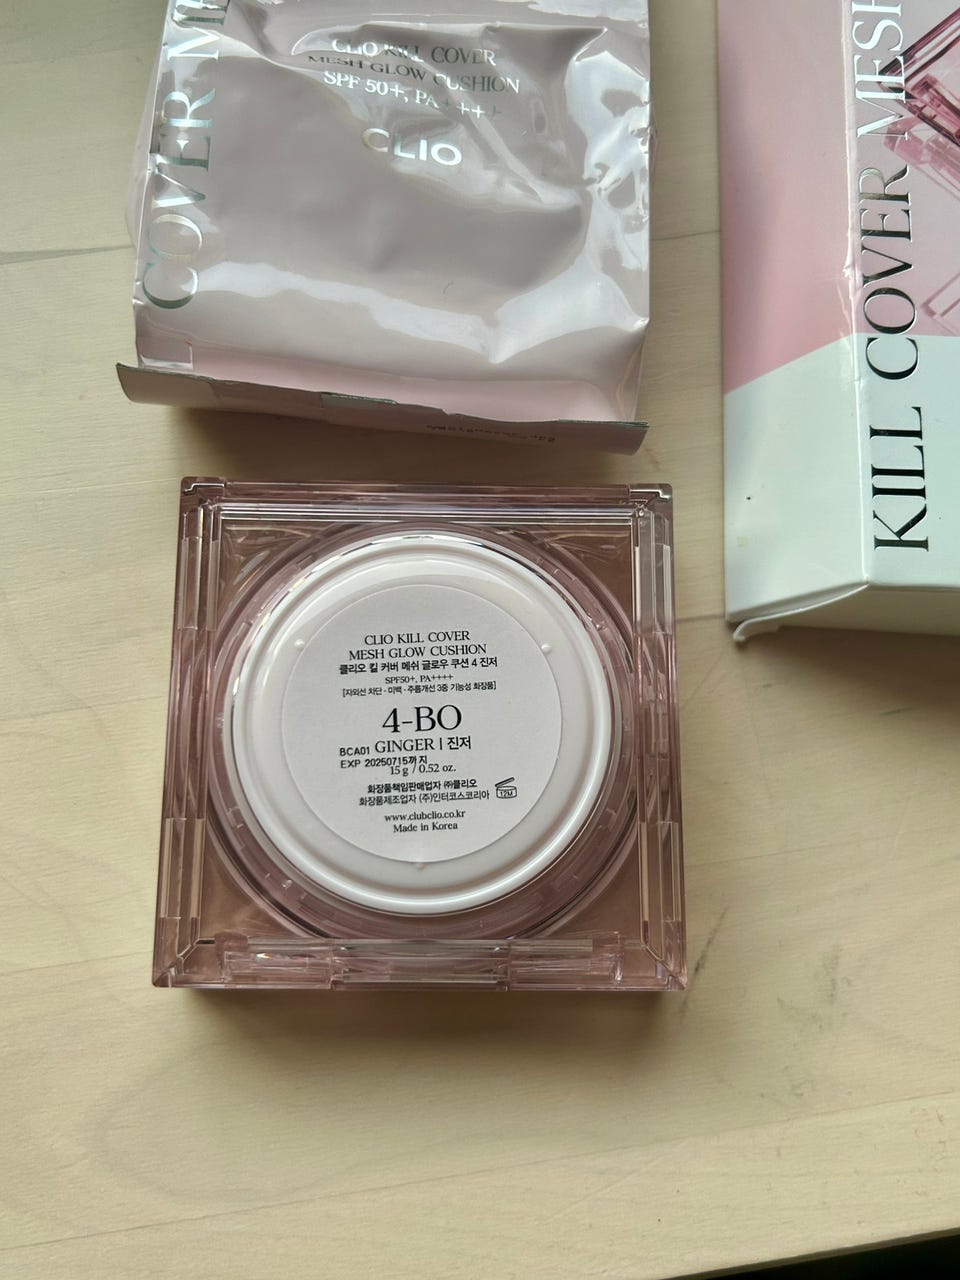 CLIO KILL COVER
MESH GLOW CUSHION
SPF 50+, PA++++
CLIO
L COVER ME
KILL COVER MESH
CLIO KILL COVER
MESH GLOW CUSHION
클리오 킬 커버 메쉬 글로우 쿠션 4 진저
SPF50+, PA++++
[자외선 차단 · 미백 · 주름개선 3중 기능성 화장품]
4-BO
BCA01 GINGER | 진저
EXP 20250715까지
15 g / 0.52 oz.
화장품책임판매업자 ㈜클리오
화장품제조업자 (주)인터코스코리아
12M
www.clubclio.co.kr
Made in Korea